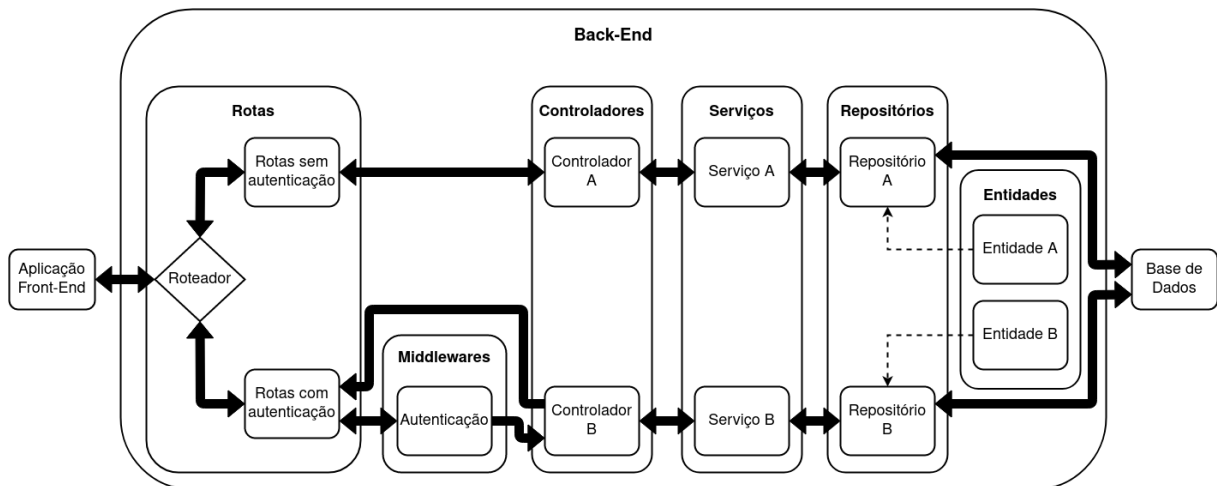 Back-End
Rotas
Controladores
Serviços
Repositórios
Rotas sem
autenticação
Controlador
A
Serviço A
Repositório
A
Entidades
Entidade A
Aplicação
Front-End
Roteador
Base de
Dados
Entidade B
Middlewares
Rotas com
autenticação
Autenticação
Controlador
B
Serviço B
Repositório
B